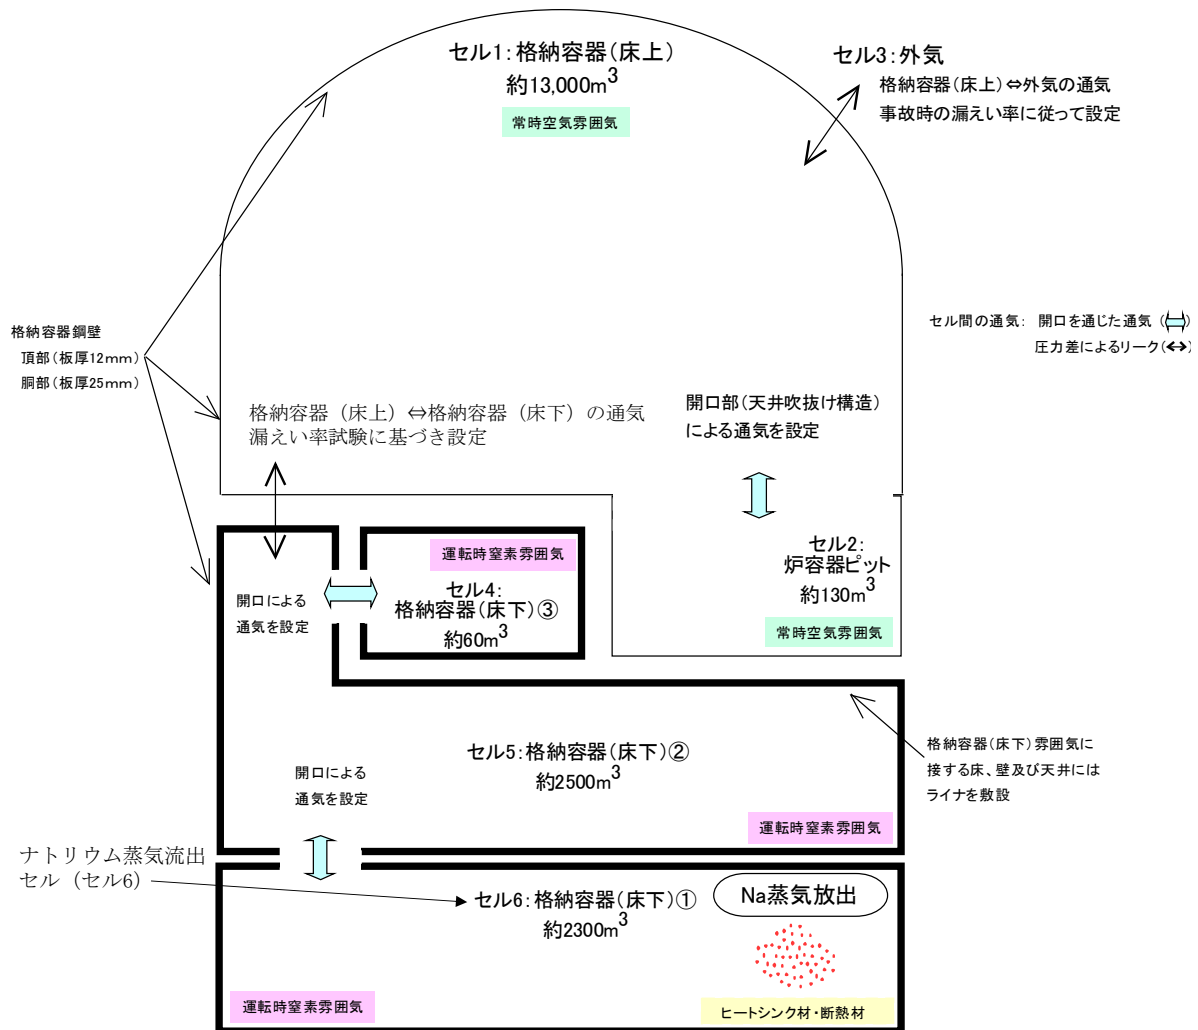 セル1：格納容器（床上）
約13,000m3
常時空気雰囲気
セル3：外気
格納容器（床上）⇔外気の通気
事故時の漏えい率に従って設定
格納容器鋼壁
頂部（板厚12mm）
胴部（板厚25mm）
セル間の通気： 開口を通じた通気（⇔）
圧力差によるリーク（↔）
格納容器（床上）⇔格納容器（床下）の通気
漏えい率試験に基づき設定
開口部（天井吹抜け構造）
による通気を設定
運転時窒素雰囲気
セル4：
格納容器（床下）③
約60m3
開口による
通気を設定
セル2：
炉容器ピット
約130m3
常時空気雰囲気
セル5：格納容器（床下）②
約2500m3
開口による
通気を設定
運転時窒素雰囲気
格納容器（床下）雰囲気に
接する床、壁及び天井には
ライナを敷設
ナトリウム蒸気流出
セル（セル6）
セル6：格納容器（床下）①
約2300m3
Na蒸気放出
運転時窒素雰囲気
ヒートシンク材・断熱材